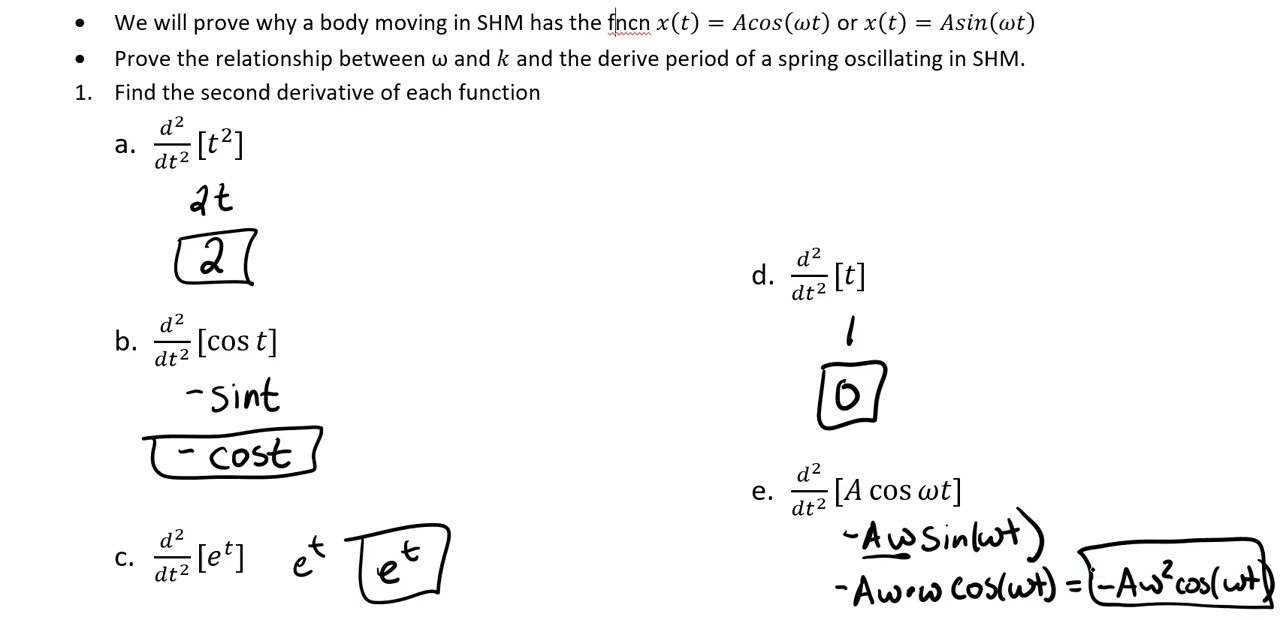 • We will prove why a body moving in SHM has the fncn x(t) = Acos(ωt) or x(t) = Asin(ωt)
• Prove the relationship between ω and k and the derive period of a spring oscillating in SHM.
1. Find the second derivative of each function
a. d²/dt² [t²]
2t
2
b. d²/dt² [cos t]
-sint
-cost
c. d²/dt² [eᵗ] eᵗ eᵗ
d. d²/dt² [t]
1
0
e. d²/dt² [A cos ωt]
-Aω sin(ωt)
-Aω•ω cos(ωt) = -Aω² cos(ωt)